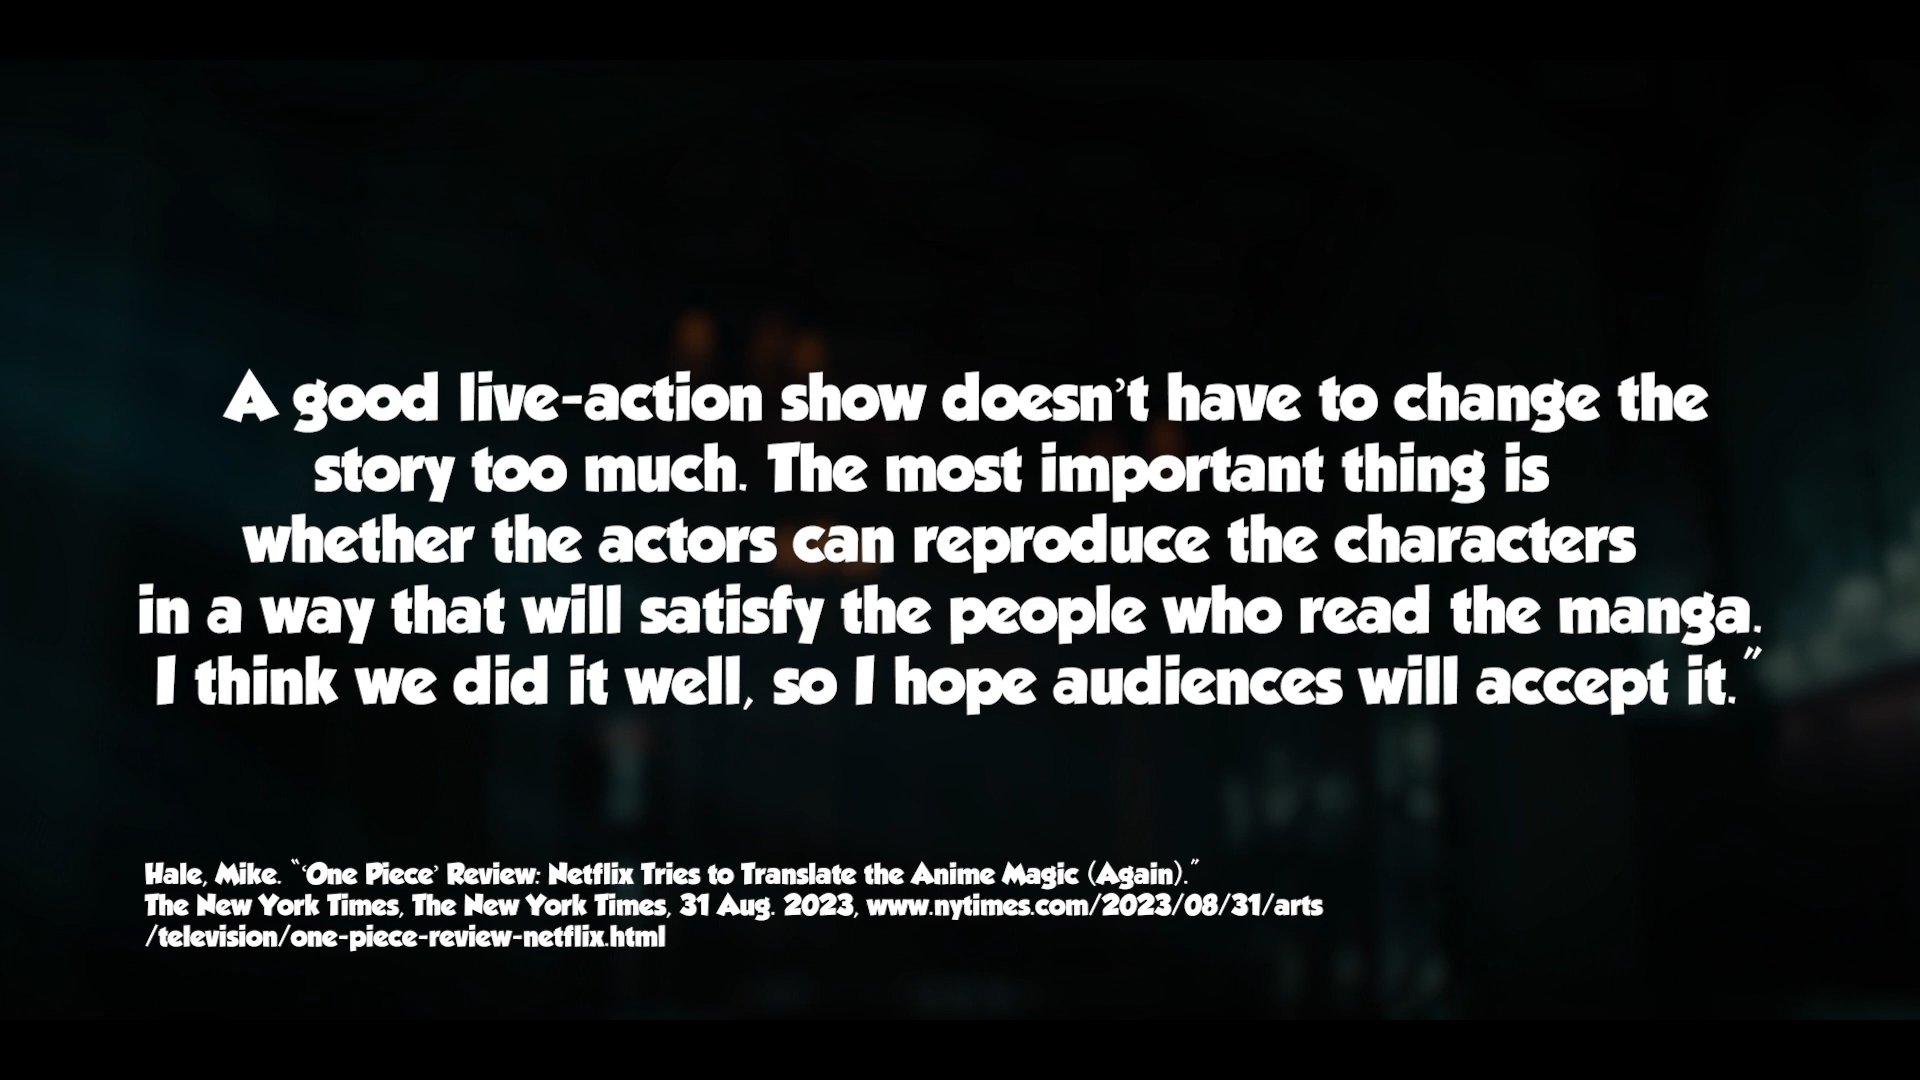 A good live-action show doesn't have to change the
story too much. The most important thing is
whether the actors can reproduce the characters
in a way that will satisfy the people who read the manga.
I think we did it well, so I hope audiences will accept it."
Hale, Mike. "'One Piece' Review: Netflix Tries to Translate the Anime Magic (Again)."
The New York Times, The New York Times, 31 Aug. 2023, www.nytimes.com/2023/08/31/arts
/television/one-piece-review-netflix.html